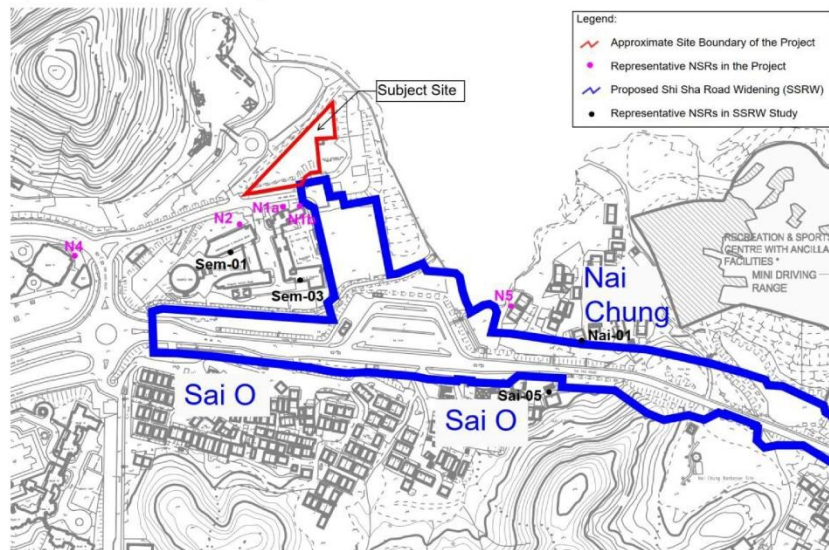 Legend:
Approximate Site Boundary of the Project
Representative NSRs in the Project
Proposed Shi Sha Road Widening (SSRW)
Representative NSRs in SSRW Study
Subject Site
N1a
N1b
N2
N4
Sem-01
Sem-03
N5
Nai
Chung
Nai-01
RECREATION & SPORTS
CENTRE WITH ANCILLA
FACILITIES *
MINI DRIVING
RANGE
Sai O
Sai O
Sai-05